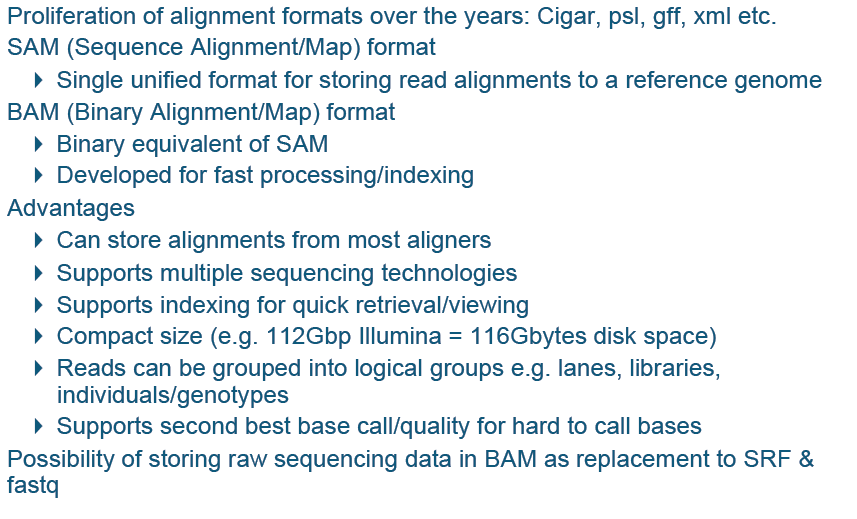 Proliferation of alignment formats over the years: Cigar, psl, gff, xml etc.
SAM (Sequence Alignment/Map) format
Single unified format for storing read alignments to a reference genome
BAM (Binary Alignment/Map) format
Binary equivalent of SAM
Developed for fast processing/indexing
Advantages
Can store alignments from most aligners
Supports multiple sequencing technologies
Supports indexing for quick retrieval/viewing
Compact size (e.g. 112Gbp Illumina = 116Gbytes disk space)
Reads can be grouped into logical groups e.g. lanes, libraries,
individuals/genotypes
Supports second best base call/quality for hard to call bases
Possibility of storing raw sequencing data in BAM as replacement to SRF &
fastq